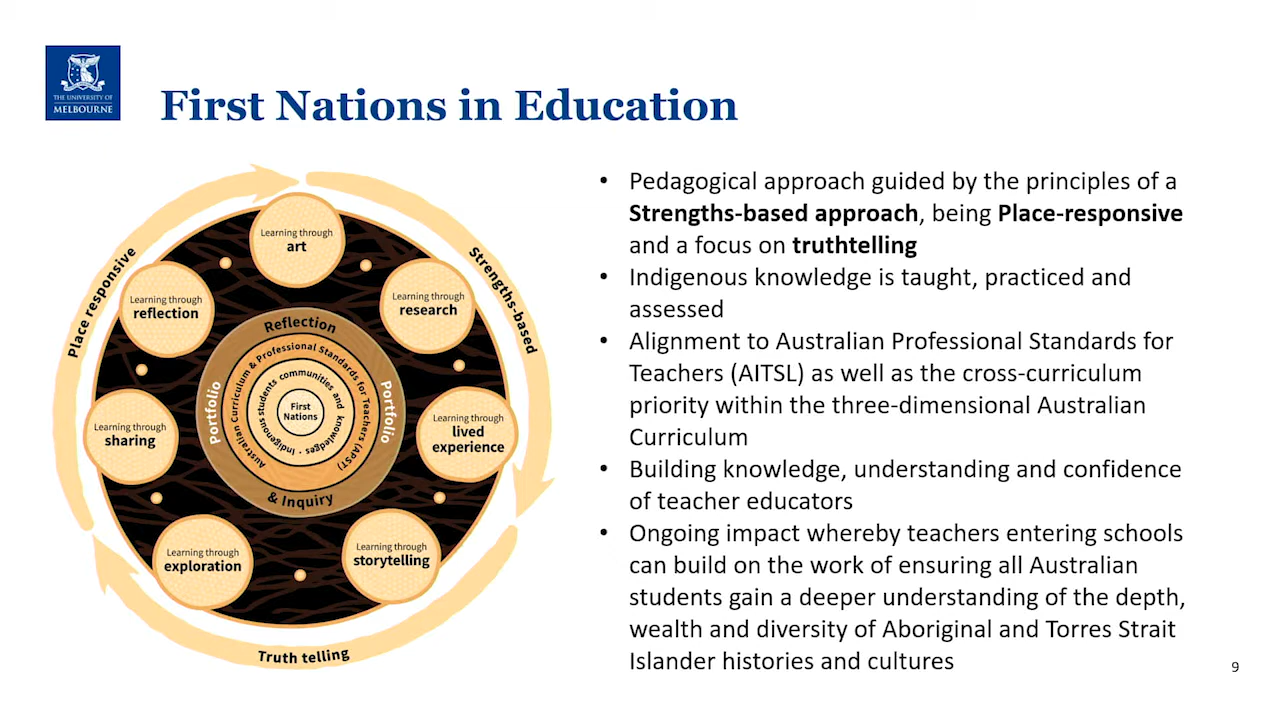 THE UNIVERSITY OF
MELBOURNE
First Nations in Education
Place responsive
Strengths-based
Truth telling
Learning through
art
Learning through
research
Learning through
lived
experience
Learning through
storytelling
Learning through
exploration
Learning through
sharing
Learning through
reflection
Reflection
Portfolio
Portfolio
& Inquiry
Australian Curriculum & Professional Standards for Teachers (APST)
Indigenous students communities and knowledges
First
Nations
• Pedagogical approach guided by the principles of a
Strengths-based approach, being Place-responsive
and a focus on truthtelling
• Indigenous knowledge is taught, practiced and
assessed
• Alignment to Australian Professional Standards for
Teachers (AITSL) as well as the cross-curriculum
priority within the three-dimensional Australian
Curriculum
• Building knowledge, understanding and confidence
of teacher educators
• Ongoing impact whereby teachers entering schools
can build on the work of ensuring all Australian
students gain a deeper understanding of the depth,
wealth and diversity of Aboriginal and Torres Strait
Islander histories and cultures
9